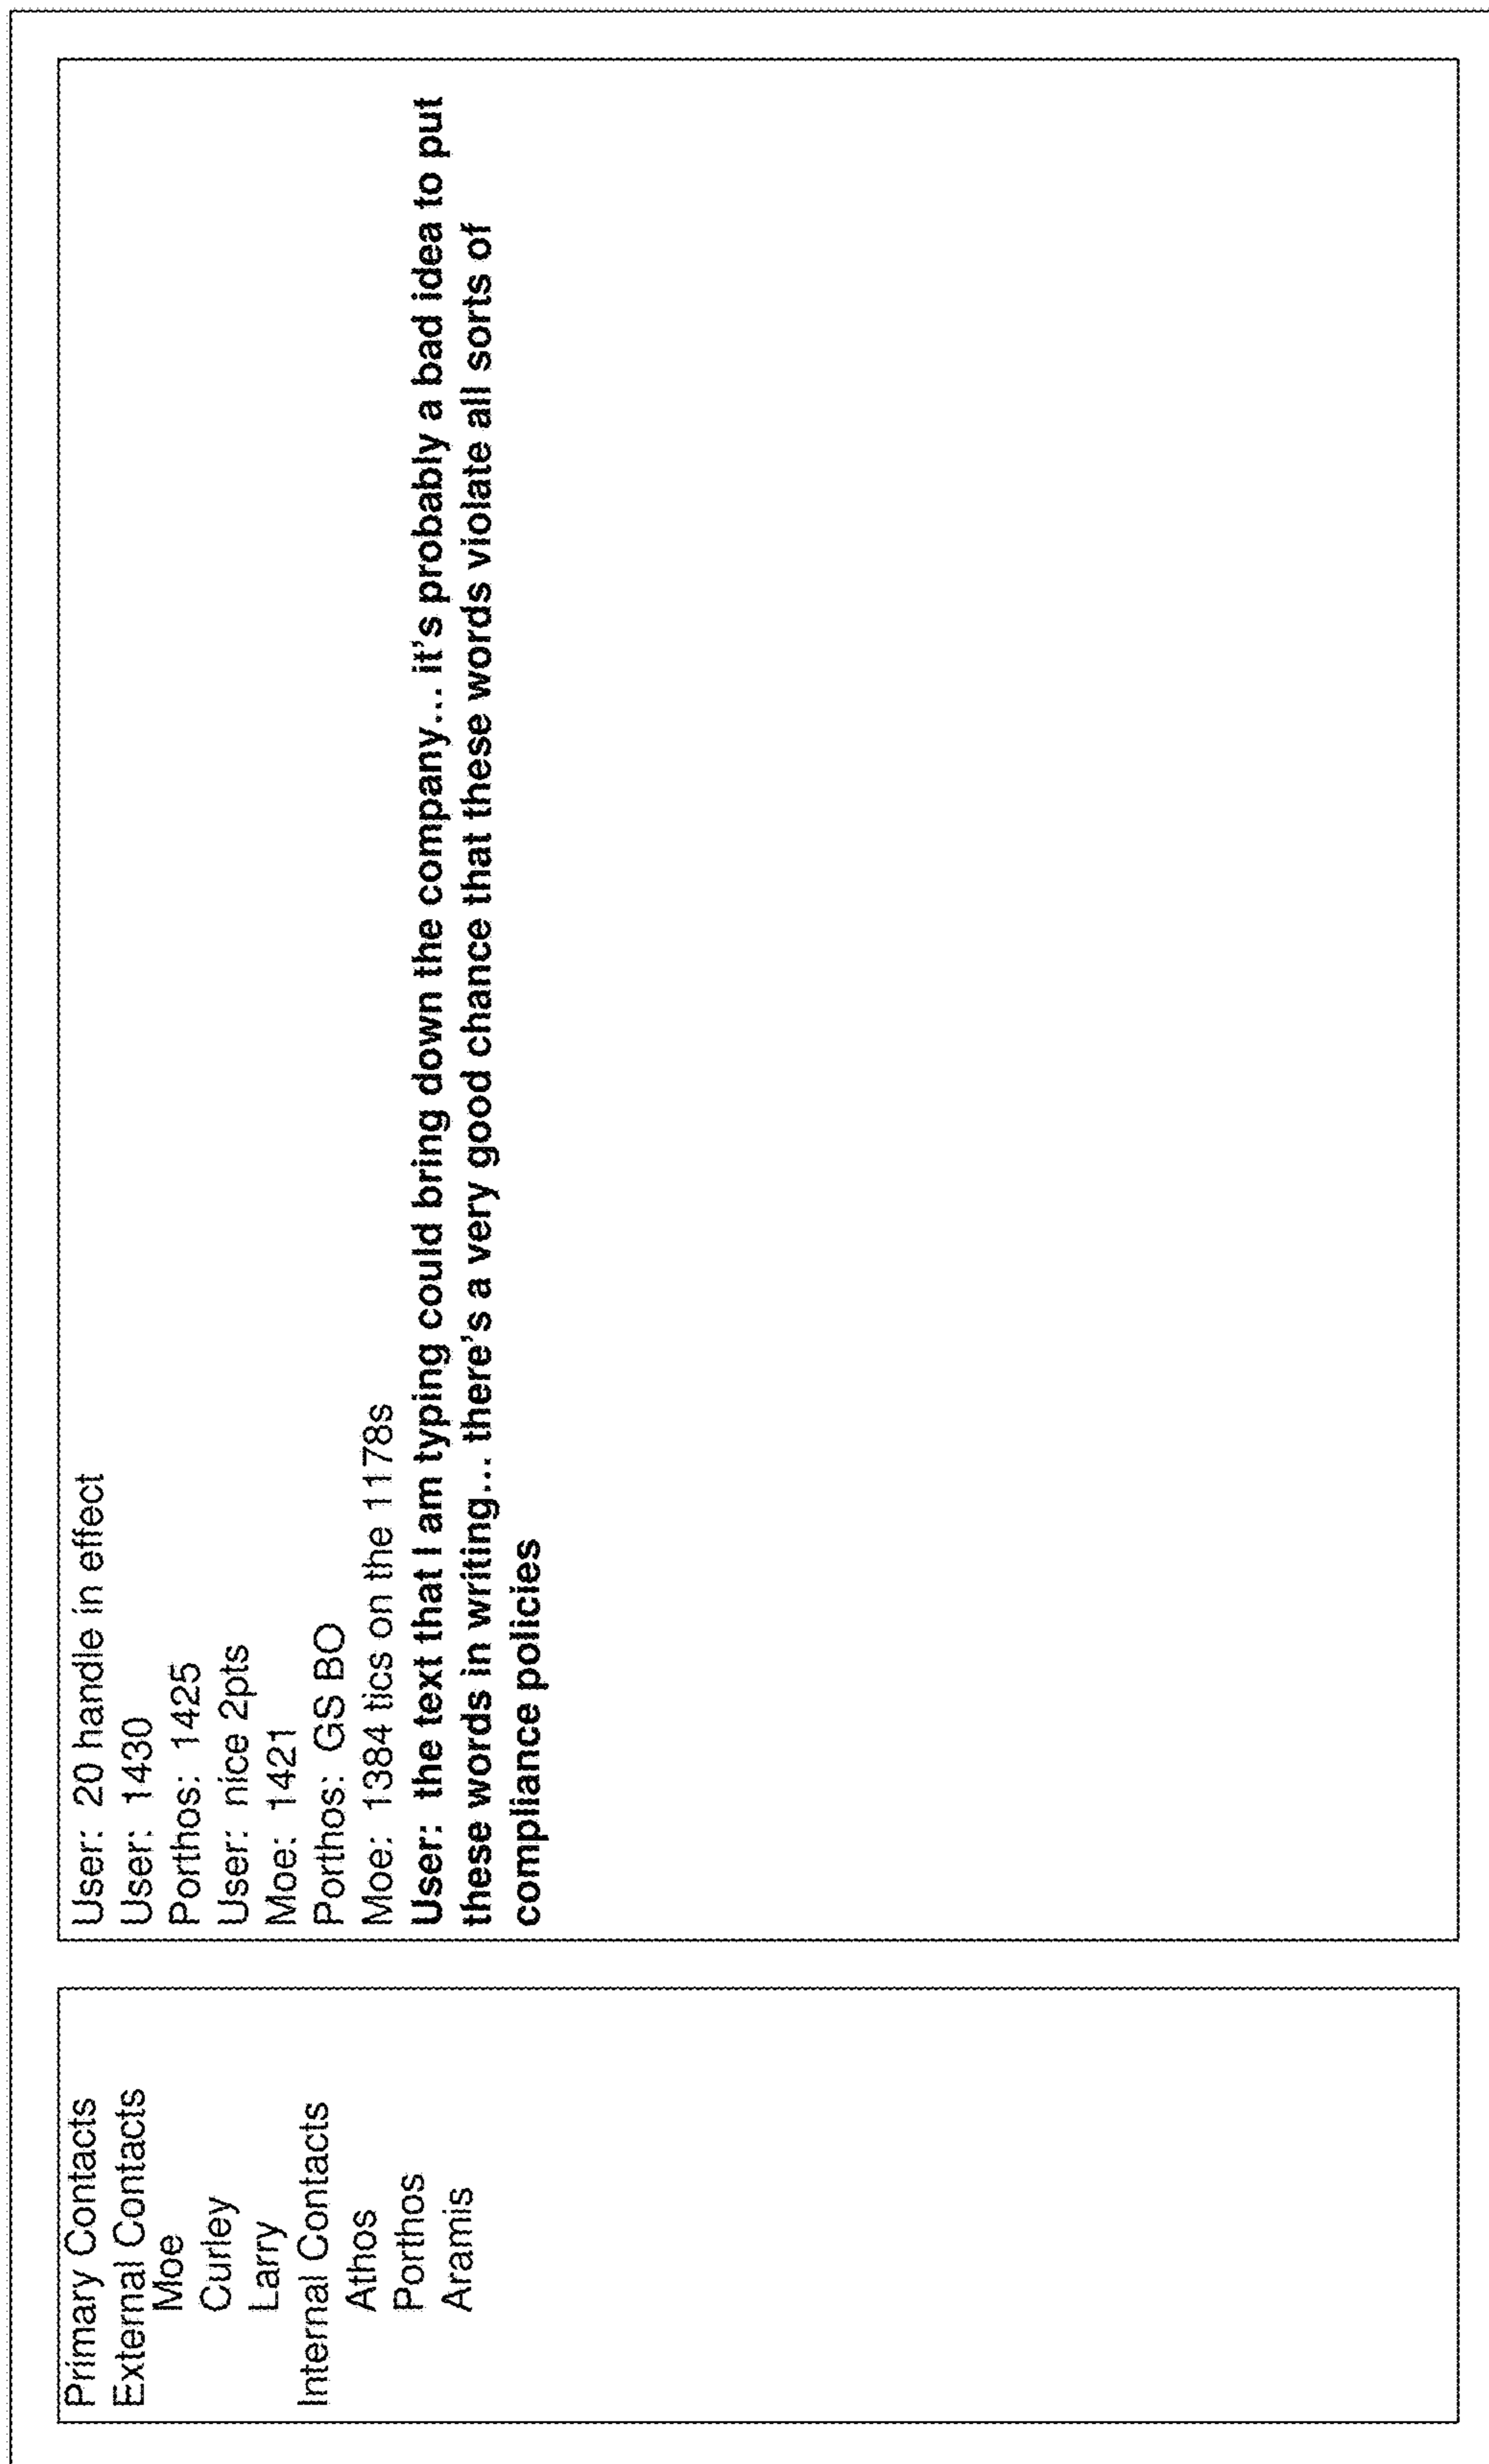 Primary Contacts
External Contacts
Moe
Curley
Larry
Internal Contacts
Athos
Porthos
Aramis
User: 20 handle in effect
User: 1430
Porthos: 1425
User: nice 2pts
Moe: 1421
Porthos: GS BO
Moe: 1384 tics on the 1178s
User: the text that I am typing could bring down the company... it's probably a bad idea to put
these words in writing... there's a very good chance that these words violate all sorts of
compliance policies